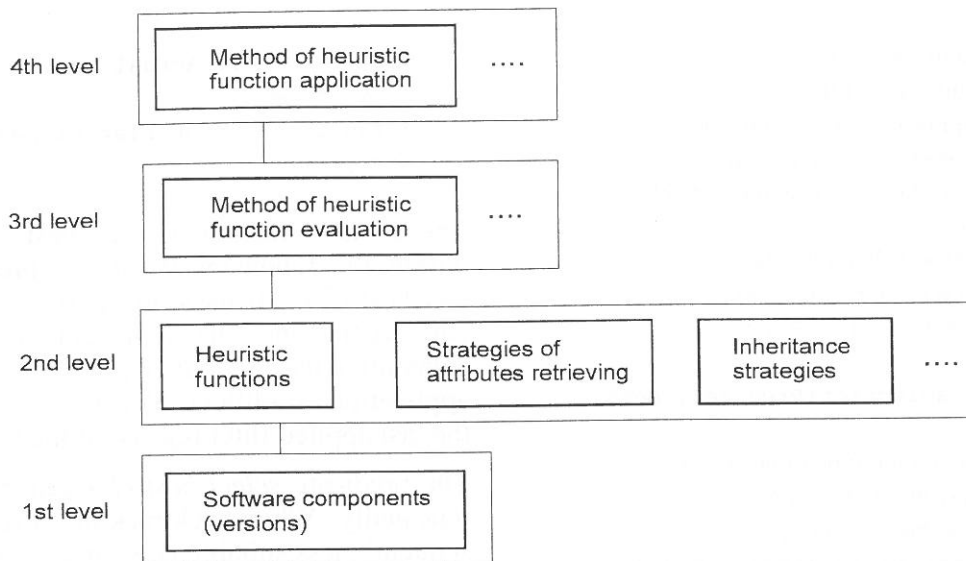 4th level
Method of heuristic
function application
....
3rd level
Method of heuristic
function evaluation
....
2nd level
Heuristic
functions
Strategies of
attributes retrieving
Inheritance
strategies
....
1st level
Software components
(versions)